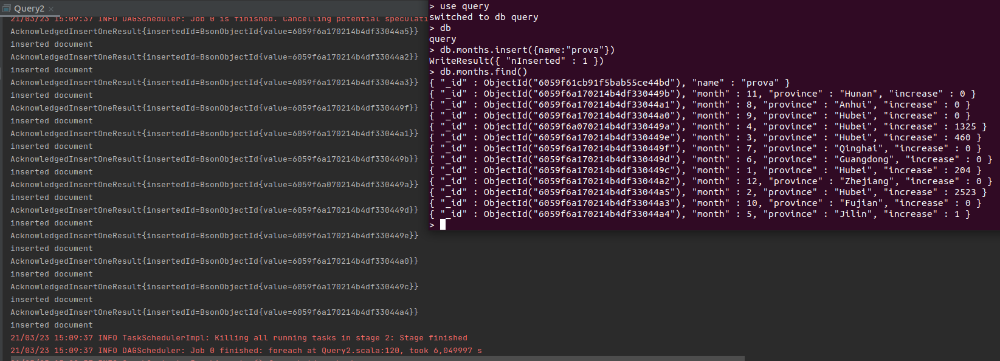 Query2
21/03/23 15:09:37 INFO DAGScheduler: Job 0 is finished. Cancelling potential speculati
AcknowledgedInsertOneResult{insertedId=BsonObjectId{value=6059f6a170214b4df33044a5}}
inserted document
AcknowledgedInsertOneResult{insertedId=BsonObjectId{value=6059f6a170214b4df33044a2}}
inserted document
AcknowledgedInsertOneResult{insertedId=BsonObjectId{value=6059f6a170214b4df33044a3}}
inserted document
AcknowledgedInsertOneResult{insertedId=BsonObjectId{value=6059f6a170214b4df330449f}}
inserted document
AcknowledgedInsertOneResult{insertedId=BsonObjectId{value=6059f6a170214b4df33044a1}}
inserted document
AcknowledgedInsertOneResult{insertedId=BsonObjectId{value=6059f6a170214b4df330449b}}
inserted document
AcknowledgedInsertOneResult{insertedId=BsonObjectId{value=6059f6a070214b4df330449a}}
inserted document
AcknowledgedInsertOneResult{insertedId=BsonObjectId{value=6059f6a170214b4df330449d}}
inserted document
AcknowledgedInsertOneResult{insertedId=BsonObjectId{value=6059f6a170214b4df330449e}}
inserted document
AcknowledgedInsertOneResult{insertedId=BsonObjectId{value=6059f6a170214b4df33044a0}}
inserted document
AcknowledgedInsertOneResult{insertedId=BsonObjectId{value=6059f6a170214b4df330449c}}
inserted document
AcknowledgedInsertOneResult{insertedId=BsonObjectId{value=6059f6a170214b4df33044a4}}
inserted document
21/03/23 15:09:37 INFO TaskSchedulerImpl: Killing all running tasks in stage 2: Stage finished
21/03/23 15:09:37 INFO DAGScheduler: Job 0 finished: foreach at Query2.scala:120, took 6,049997 s
> use query
switched to db query
> db
query
> db.months.insert({name:"prova"})
WriteResult({ "nInserted" : 1 })
> db.months.find()
{ "_id" : ObjectId("6059f61cb91f5bab55ce44bd"), "name" : "prova" }
{ "_id" : ObjectId("6059f6a170214b4df330449b"), "month" : 11, "province" : "Hunan", "increase" : 0 }
{ "_id" : ObjectId("6059f6a170214b4df33044a1"), "month" : 8, "province" : "Anhui", "increase" : 0 }
{ "_id" : ObjectId("6059f6a170214b4df33044a0"), "month" : 9, "province" : "Hubei", "increase" : 0 }
{ "_id" : ObjectId("6059f6a070214b4df330449a"), "month" : 4, "province" : "Hubei", "increase" : 1325 }
{ "_id" : ObjectId("6059f6a170214b4df330449e"), "month" : 3, "province" : "Hubei", "increase" : 460 }
{ "_id" : ObjectId("6059f6a170214b4df330449f"), "month" : 7, "province" : "Qinghai", "increase" : 0 }
{ "_id" : ObjectId("6059f6a170214b4df330449d"), "month" : 6, "province" : "Guangdong", "increase" : 0 }
{ "_id" : ObjectId("6059f6a170214b4df330449c"), "month" : 1, "province" : "Hubei", "increase" : 204 }
{ "_id" : ObjectId("6059f6a170214b4df33044a2"), "month" : 12, "province" : "Zhejiang", "increase" : 0 }
{ "_id" : ObjectId("6059f6a170214b4df33044a5"), "month" : 2, "province" : "Hubei", "increase" : 2523 }
{ "_id" : ObjectId("6059f6a170214b4df33044a3"), "month" : 10, "province" : "Fujian", "increase" : 0 }
{ "_id" : ObjectId("6059f6a170214b4df33044a4"), "month" : 5, "province" : "Jilin", "increase" : 1 }
>